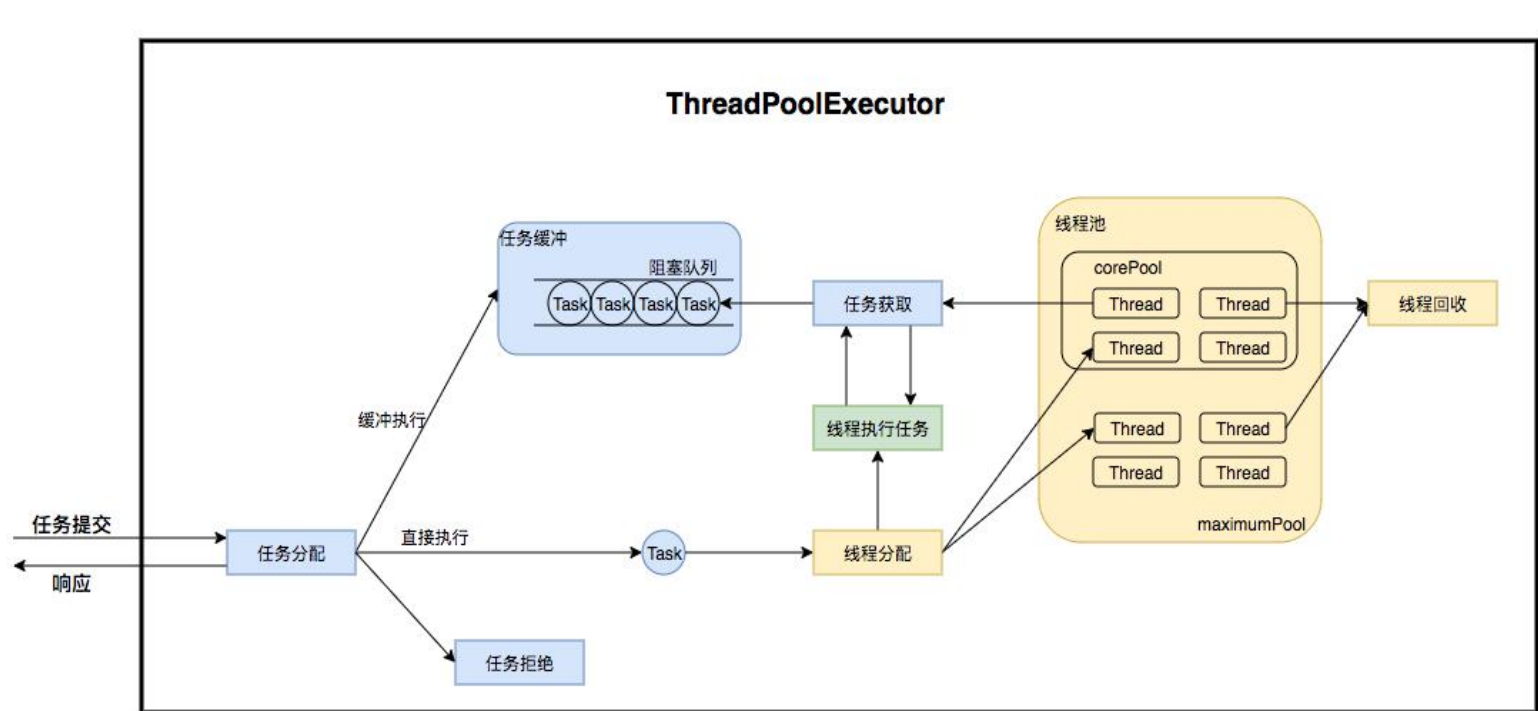 ThreadPoolExecutor
任务缓冲
阻塞队列
Task Task Task Task
任务获取
线程池
corePool
Thread Thread
Thread Thread
线程回收
缓冲执行
线程执行任务
Thread Thread
Thread Thread
maximumPool
任务提交
响应
任务分配
直接执行
Task
线程分配
任务拒绝